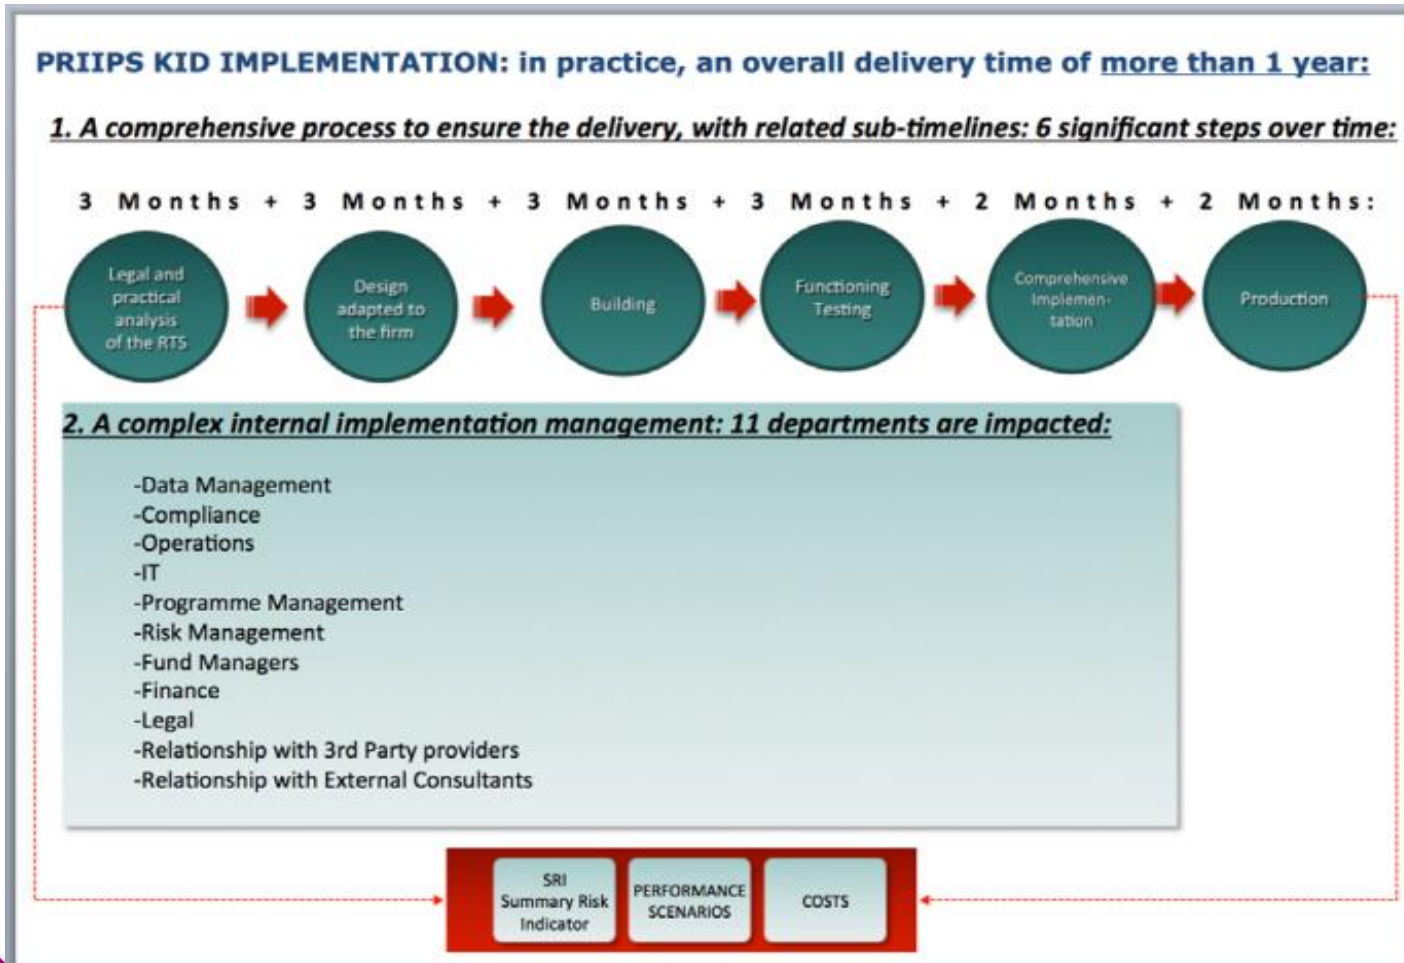 PRIIPS KID IMPLEMENTATION: in practice, an overall delivery time of more than 1 year:
1. A comprehensive process to ensure the delivery, with related sub-timelines: 6 significant steps over time:
3 Months + 3 Months + 3 Months + 3 Months + 2 Months + 2 Months:
Legal and
practical
analysis
of the RTS
Design
adapted to
the firm
Building
Functioning
Testing
Comprehensive
Implemen-
tation
Production
2. A complex internal implementation management: 11 departments are impacted:
-Data Management
-Compliance
-Operations
-IT
-Programme Management
-Risk Management
-Fund Managers
-Finance
-Legal
-Relationship with 3rd Party providers
-Relationship with External Consultants
SRI
Summary Risk
Indicator
PERFORMANCE
SCENARIOS
COSTS